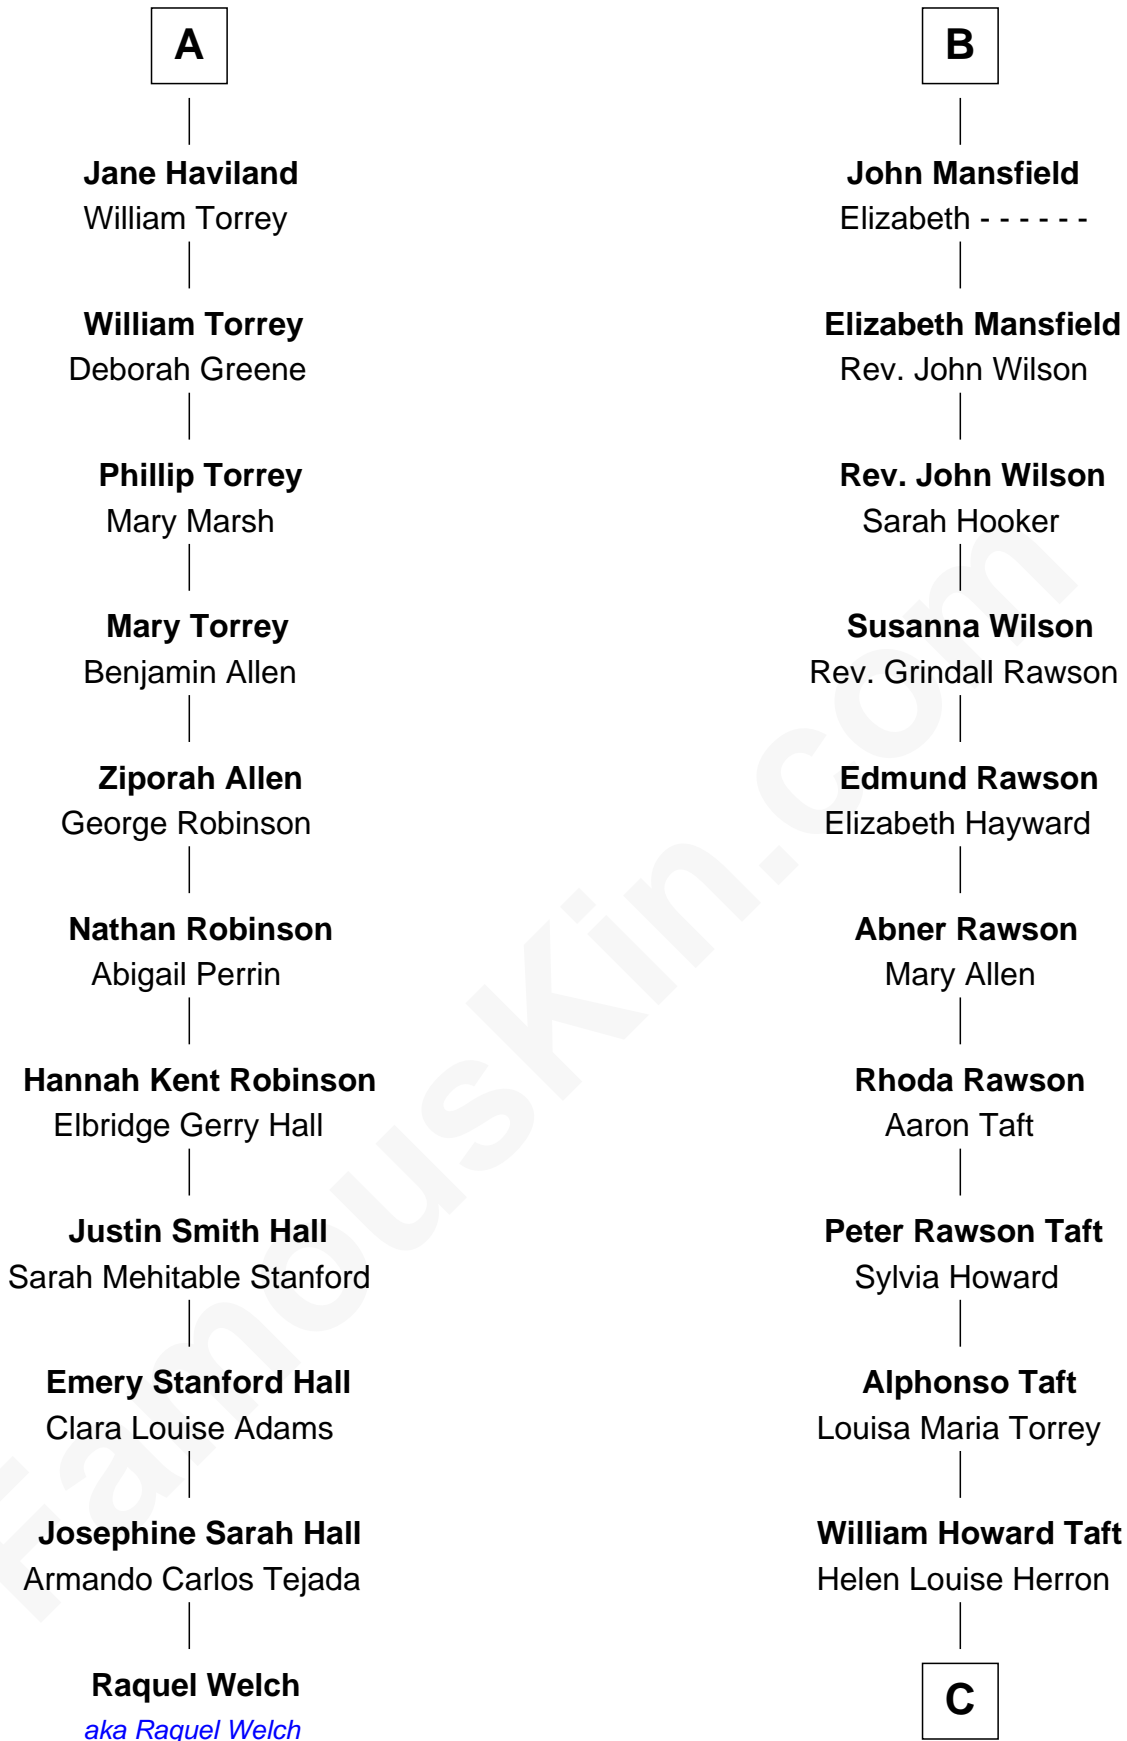 A
Jane Haviland
William Torrey
William Torrey
Deborah Greene
Phillip Torrey
Mary Marsh
Mary Torrey
Benjamin Allen
Ziporah Allen
George Robinson
Nathan Robinson
Abigail Perrin
Hannah Kent Robinson
Elbridge Gerry Hall
Justin Smith Hall
Sarah Mehitable Stanford
Emery Stanford Hall
Clara Louise Adams
Josephine Sarah Hall
Armando Carlos Tejada
Raquel Welch
aka Raquel Welch
B
John Mansfield
Elizabeth - - - - - -
Elizabeth Mansfield
Rev. John Wilson
Rev. John Wilson
Sarah Hooker
Susanna Wilson
Rev. Grindall Rawson
Edmund Rawson
Elizabeth Hayward
Abner Rawson
Mary Allen
Rhoda Rawson
Aaron Taft
Peter Rawson Taft
Sylvia Howard
Alphonso Taft
Louisa Maria Torrey
William Howard Taft
Helen Louise Herron
C
FamousKin.com